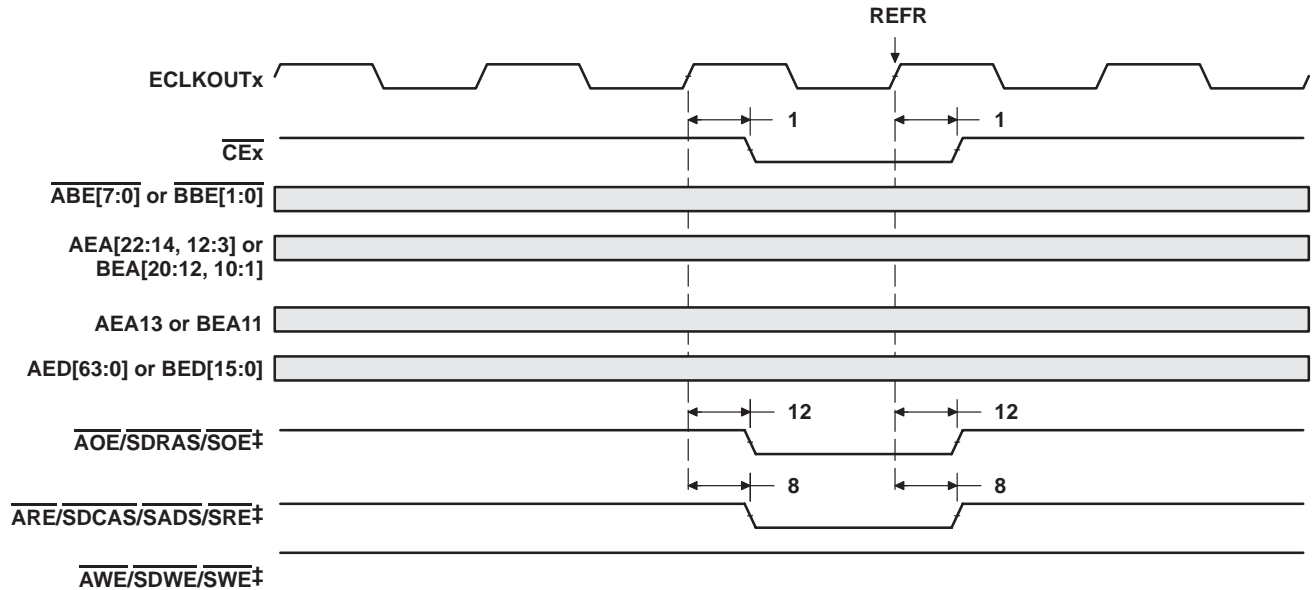 REFR
ECLKOUTx
1 1
CEx
ABE[7:0] or BBE[1:0]
AEA[22:14, 12:3] or
BEA[20:12, 10:1]
AEA13 or BEA11
AED[63:0] or BED[15:0]
12 12
AOE/SDRAS/SOE‡
8 8
ARE/SDCAS/SADS/SRE‡
AWE/SDWE/SWE‡